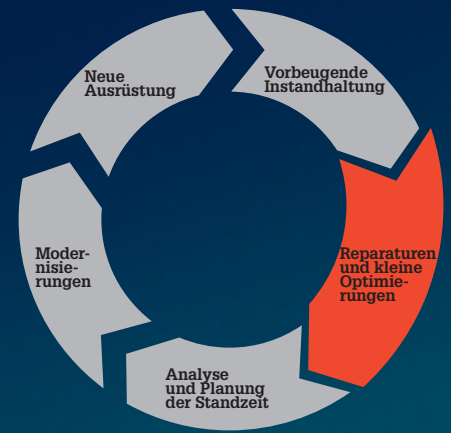 Neue
Ausrüstung
Vorbeugende
Instandhaltung
Reparaturen
und kleine
Optimie-
rungen
Analyse
und Planung
der Standzeit
Moder-
nisie-
rungen